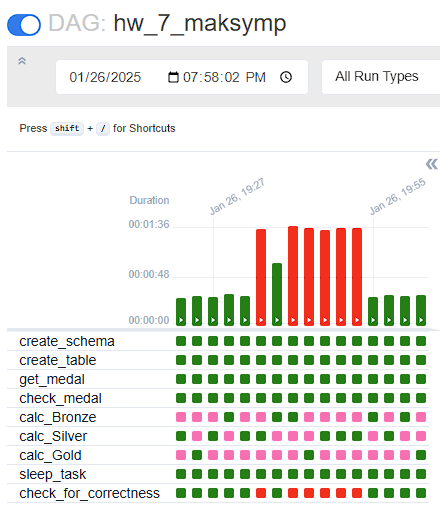 DAG: hw_7_maksymp
01/26/2025 07:58:02 PM All Run Types
Press shift + / for Shortcuts
Jan 26, 19:27 Jan 26, 19:55
Duration
00:01:36
00:00:48
00:00:00
create_schema
create_table
get_medal
check_medal
calc_Bronze
calc_Silver
calc_Gold
sleep_task
check_for_correctness